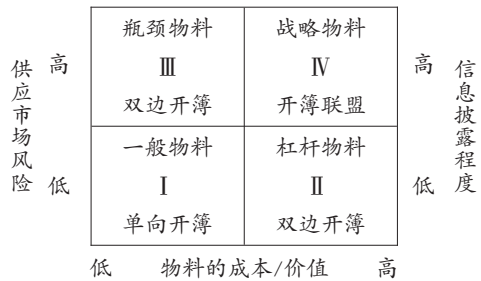 供应市场风险
高
低
瓶颈物料
Ⅲ
双边开簿
战略物料
Ⅳ
开簿联盟
一般物料
Ⅰ
单向开簿
杠杆物料
Ⅱ
双边开簿
高
低
信息披露程度
低 物料的成本/价值 高